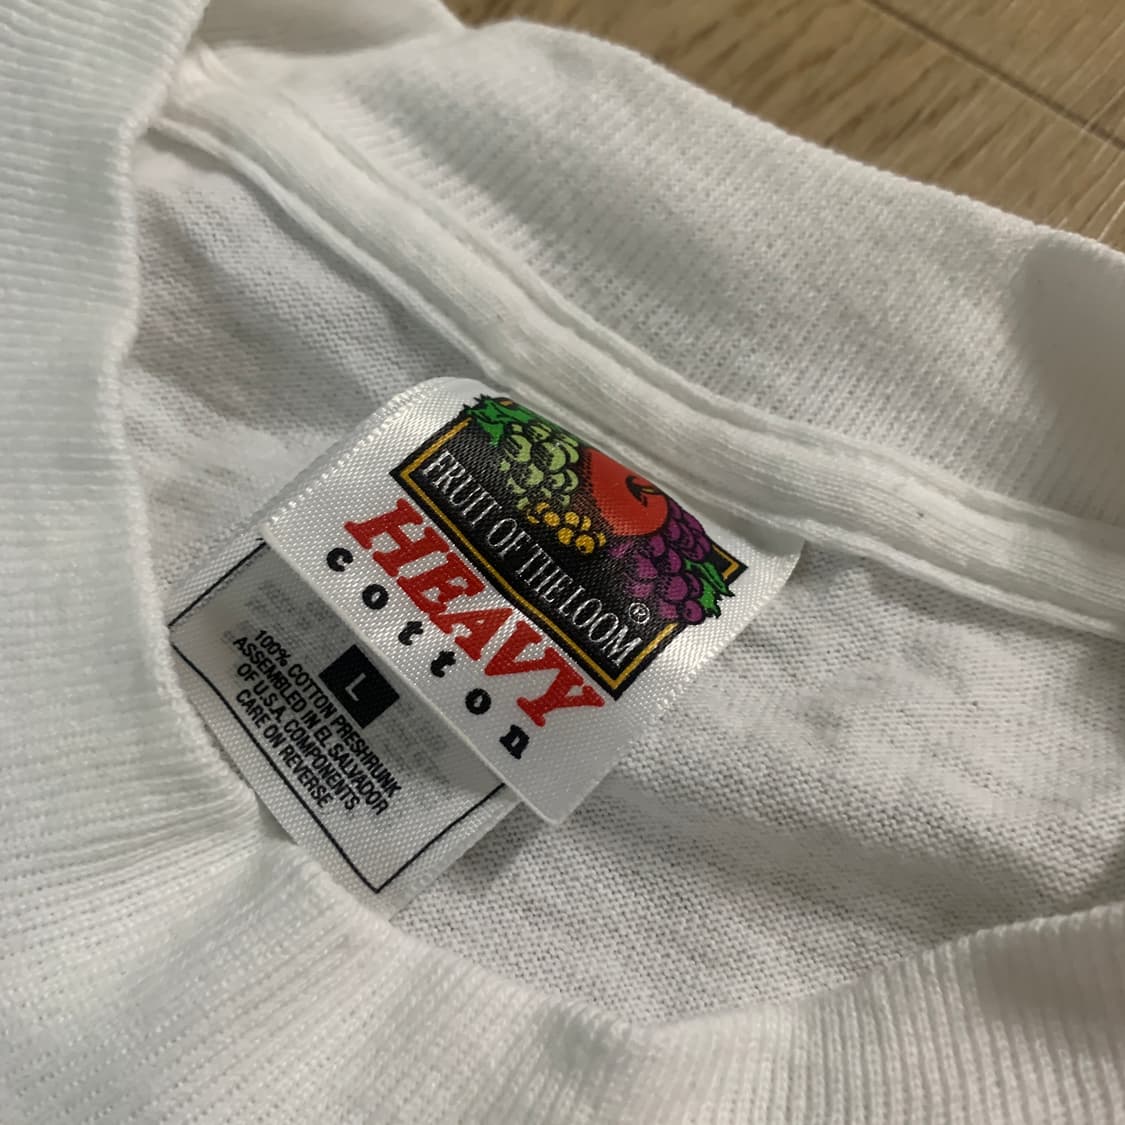 FRUIT OF THE LOOM®
HEAVY
cotton
L
100% COTTON PRESHRUNK
ASSEMBLED IN EL SALVADOR
OF U.S.A. COMPONENTS.
CARE ON REVERSE